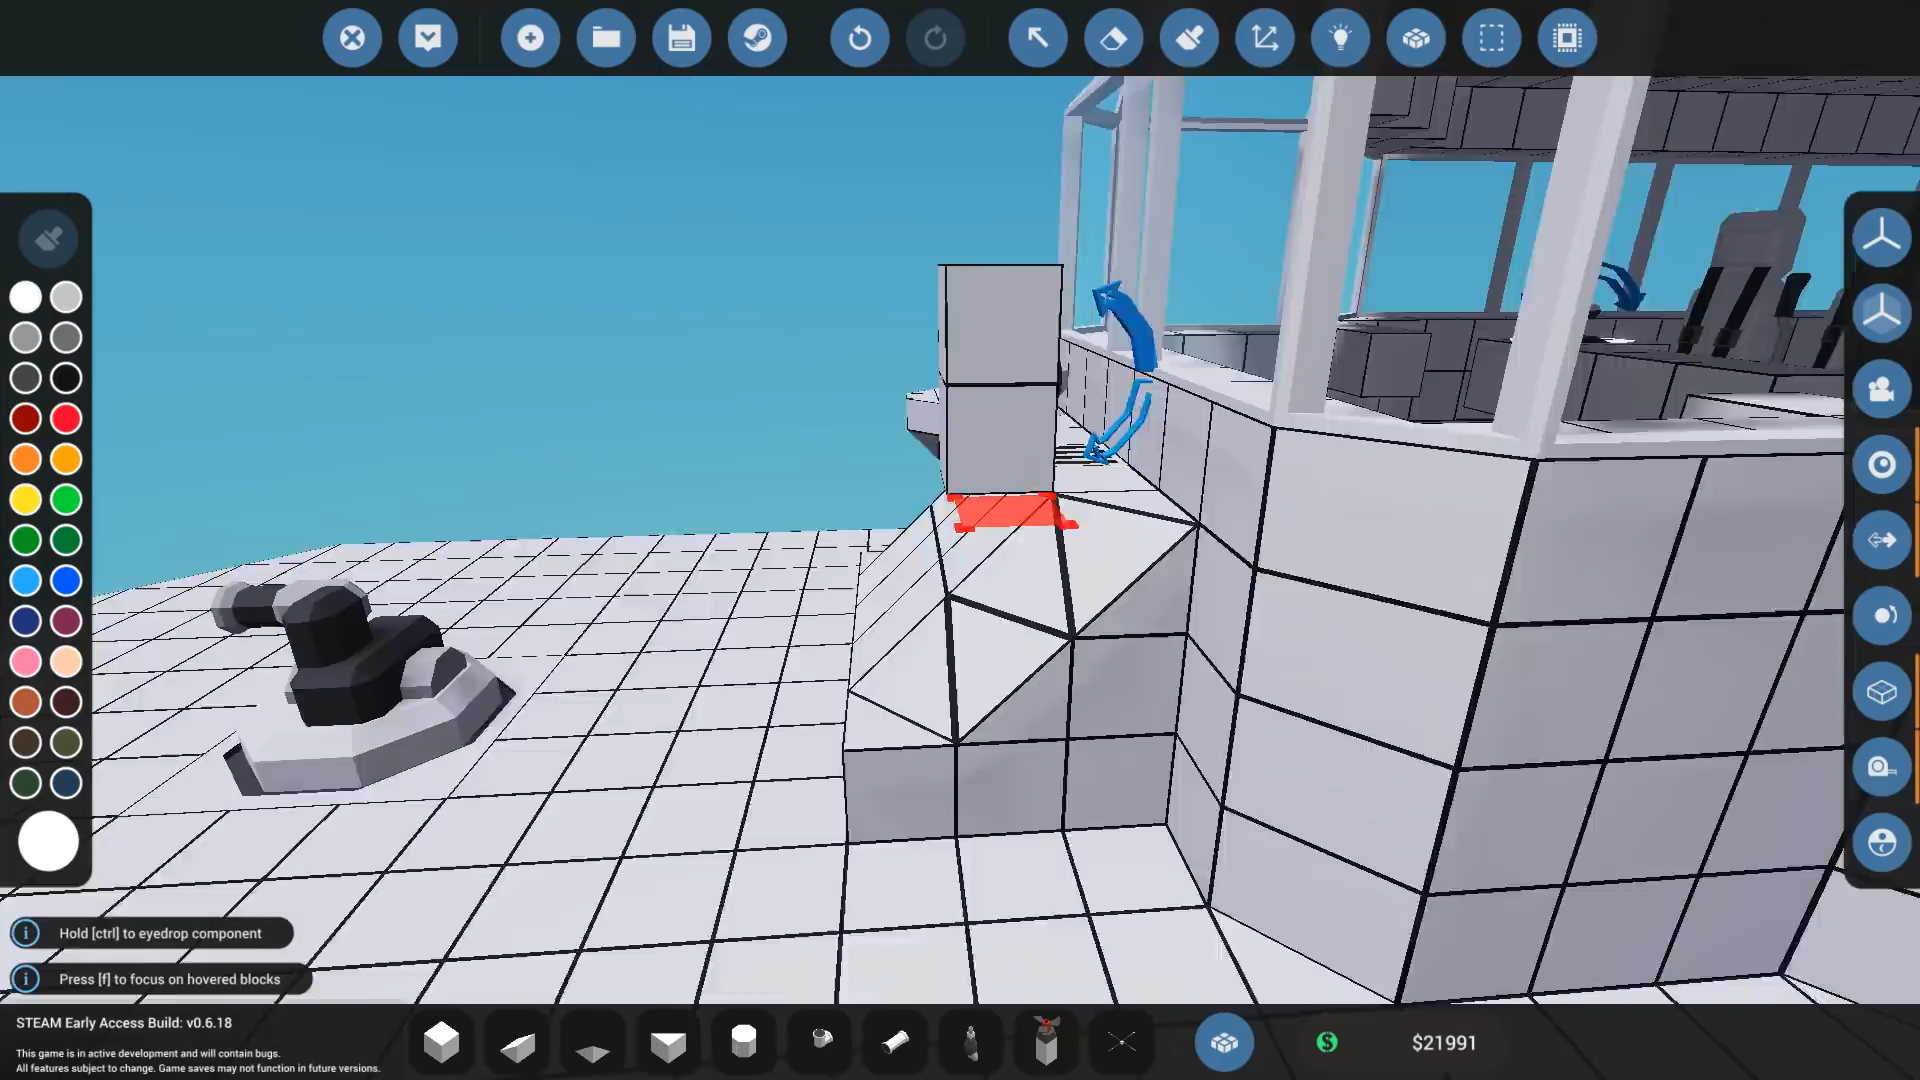 Hold [ctrl] to eyedrop component
Press [f] to focus on hovered blocks
STEAM Early Access Build: v0.6.18
This game is in active development and will contain bugs.
All features subject to change. Game saves may not function in future versions.
$21991